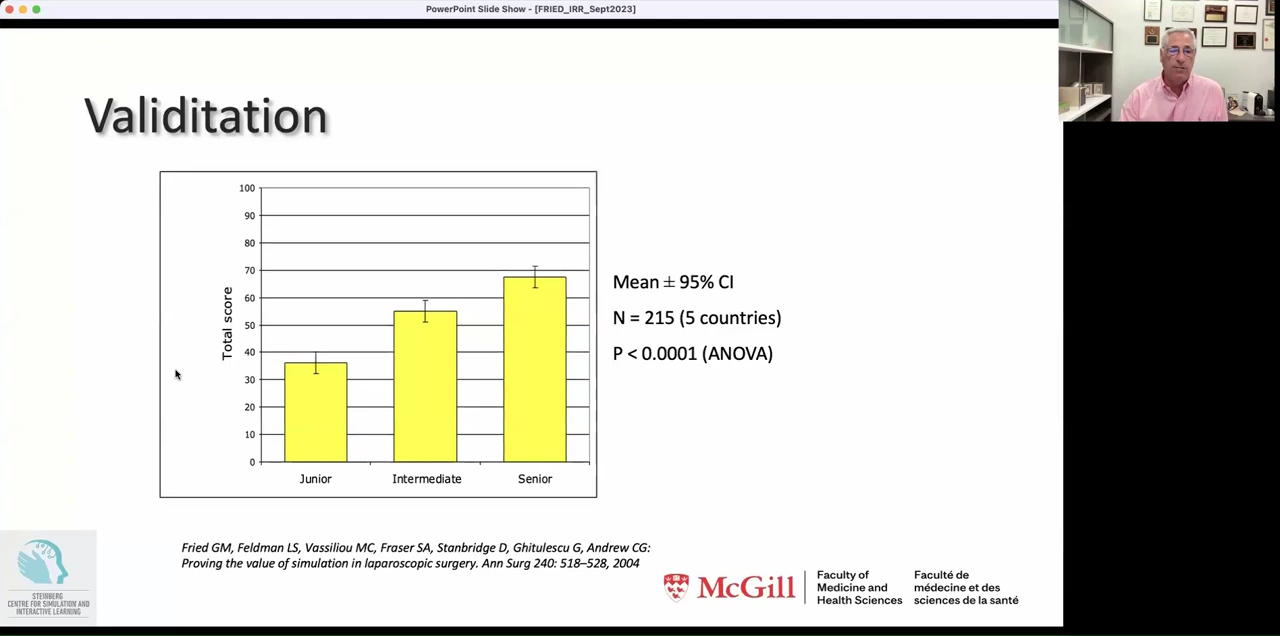 PowerPoint Slide Show - [FRIED_IRR_Sept2023]
Validitation
100
90
80
70
60
50
40
30
20
10
0
Total score
Junior Intermediate Senior
Mean ± 95% CI
N = 215 (5 countries)
P < 0.0001 (ANOVA)
Fried GM, Feldman LS, Vassiliou MC, Fraser SA, Stanbridge D, Ghitulescu G, Andrew CG:
Proving the value of simulation in laparoscopic surgery. Ann Surg 240: 518–528, 2004
STEINBERG
CENTRE FOR SIMULATION AND
INTERACTIVE LEARNING
McGill
Faculty of
Medicine and
Health Sciences
Faculté de
médecine et des
sciences de la santé